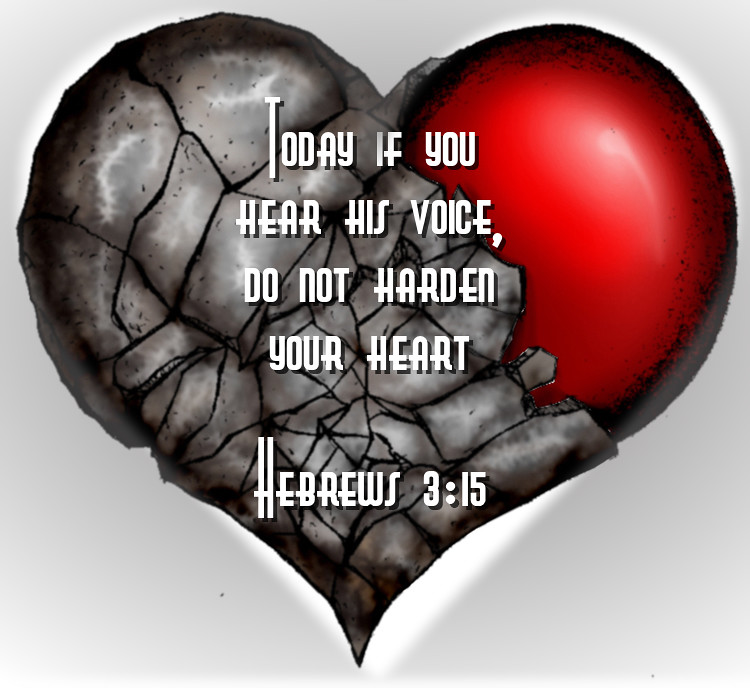 Today if you
hear his voice,
do not harden
your heart
Hebrews 3:15